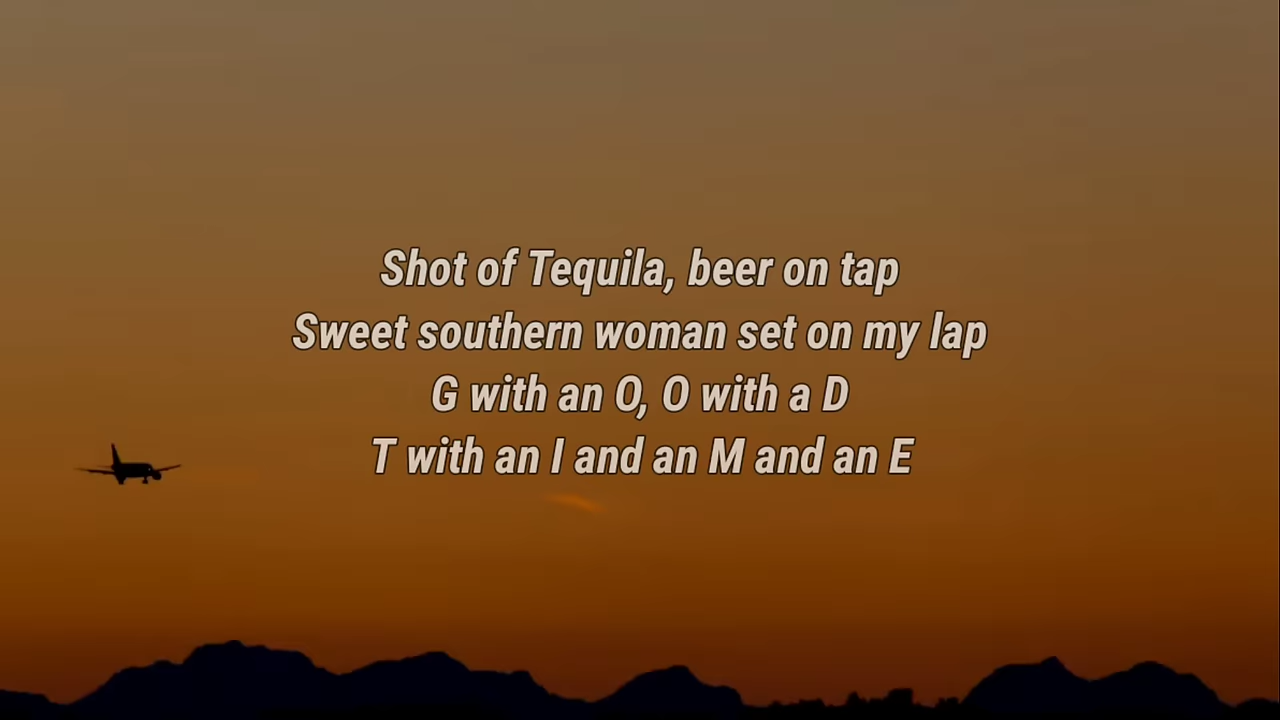 Shot of Tequila, beer on tap
Sweet southern woman set on my lap
G with an O, O with a D
T with an I and an M and an E